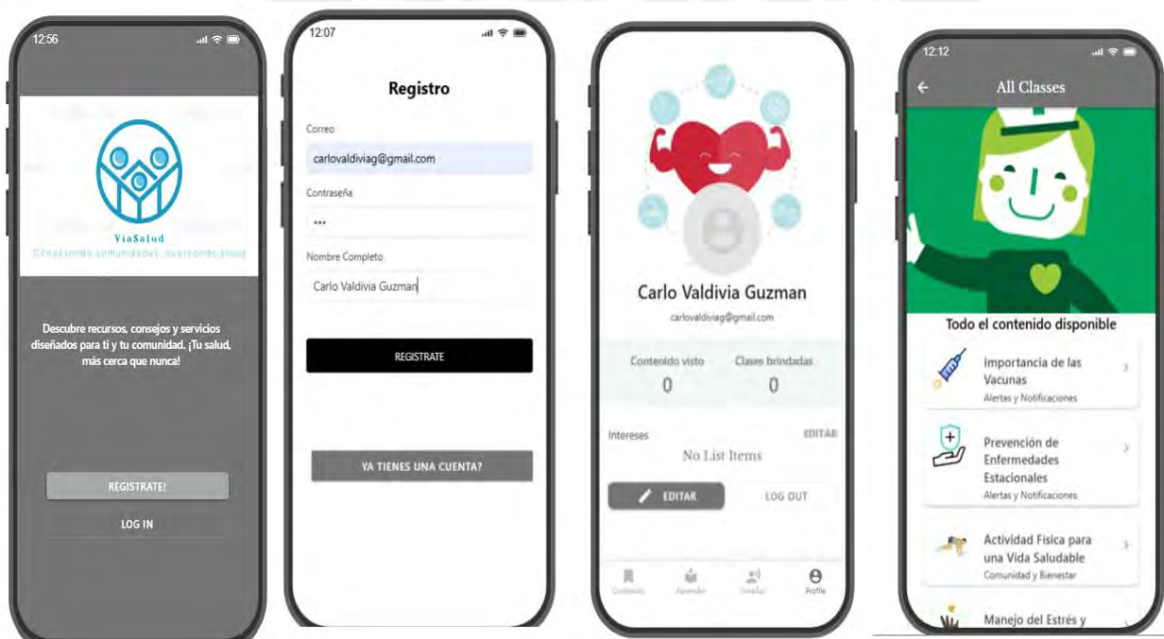 12:56
ViaSalud
Descubre recursos, consejos y servicios
diseñados para ti y tu comunidad. ¡Tu salud,
más cerca que nunca!
REGISTRATE!
LOG IN
12:07
Registro
Correo
carlovaldiviag@gmail.com
Contraseña
•••
Nombre Completo
Carlo Valdivia Guzman
REGISTRATE
YA TIENES UNA CUENTA?
Carlo Valdivia Guzman
carlovaldiviag@gmail.com
Contenido visto Clases brindadas
0 0
Intereses EDITAR
No List Items
EDITAR LOG OUT
Contenido Aprender Enseñar Profile
12:12
All Classes
Todo el contenido disponible
Importancia de las
Vacunas
Alertas y Notificaciones
Prevención de
Enfermedades
Estacionales
Alertas y Notificaciones
Actividad Física para
una Vida Saludable
Comunidad y Bienestar
Manejo del Estrés y